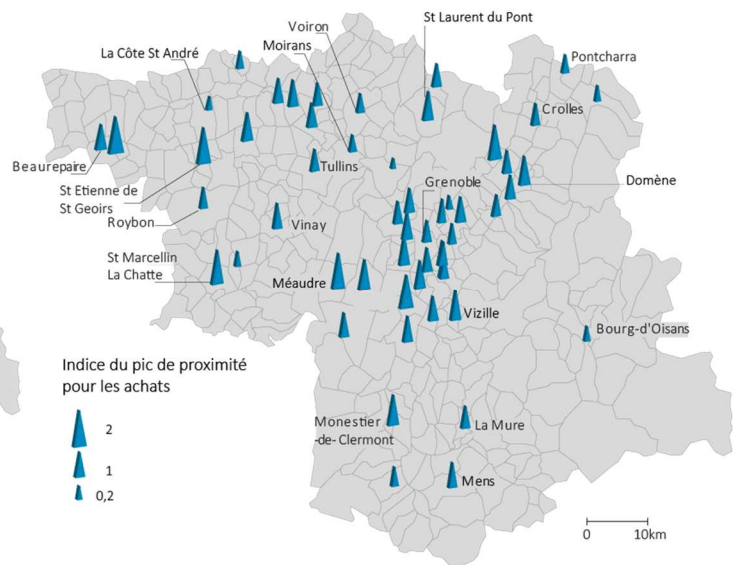 St Laurent du Pont
Voiron
Moirans
La Côte St André
Pontcharra
Crolles
Beaurepaire
Tullins
Grenoble
Domène
St Etienne de
St Geoirs
Roybon
Vinay
St Marcellin
La Chatte
Méaudre
Vizille
Bourg-d'Oisans
Indice du pic de proximité
pour les achats
2
1
0,2
Monestier
-de-Clermont
La Mure
Mens
0 10km